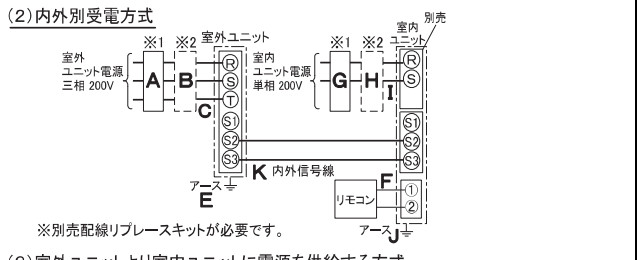 (2)内外別受電方式
別売
※1 ※2 室外ユニット
※1 ※2 室内
ユニット
室外
ユニット電源
三相 200V
A
B
C
R
S
T
S1
S2
S3
アース
E
室内
ユニット電源
単相 200V
G
H
I
R
S
S1
S2
S3
K 内外信号線
F
リモコン
①
②
アース
J
※別売配線リプレースキットが必要です。
(3)室外ユニットより室内ユニットに電源を供給する方式